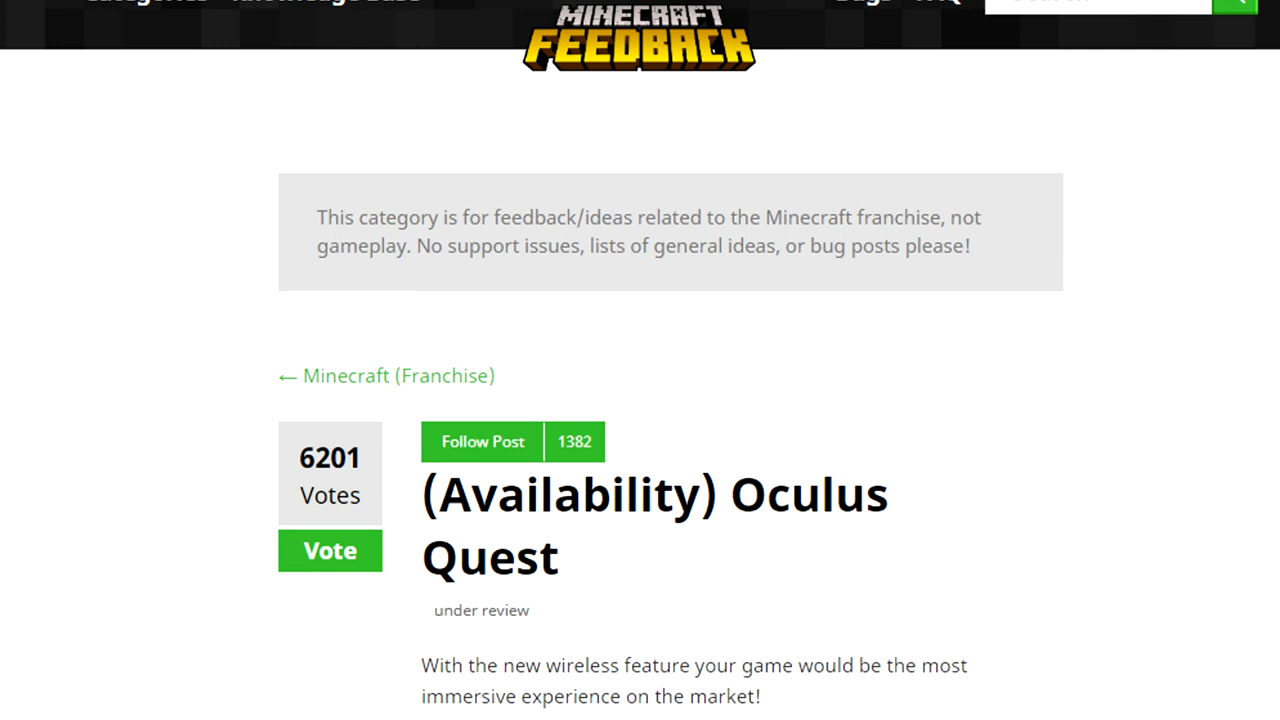 MINECRAFT
FEEDBACK
This category is for feedback/ideas related to the Minecraft franchise, not
gameplay. No support issues, lists of general ideas, or bug posts please!
← Minecraft (Franchise)
6201
Votes
Vote
Follow Post 1382
(Availability) Oculus
Quest
under review
With the new wireless feature your game would be the most
immersive experience on the market!